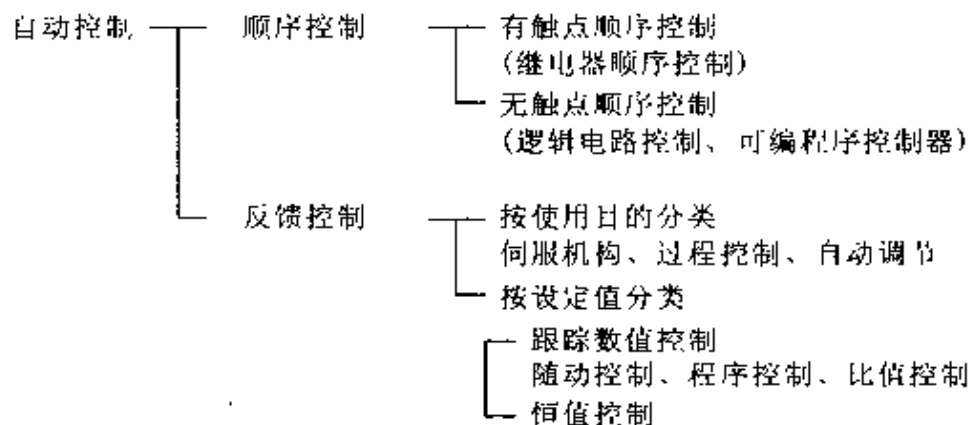 自动控制 顺序控制 有触点顺序控制
(继电器顺序控制)
无触点顺序控制
(逻辑电路控制、可编程序控制器)
反馈控制 按使用目的分类
伺服机构、过程控制、自动调节
按设定值分类
跟踪数值控制
随动控制、程序控制、比值控制
恒值控制